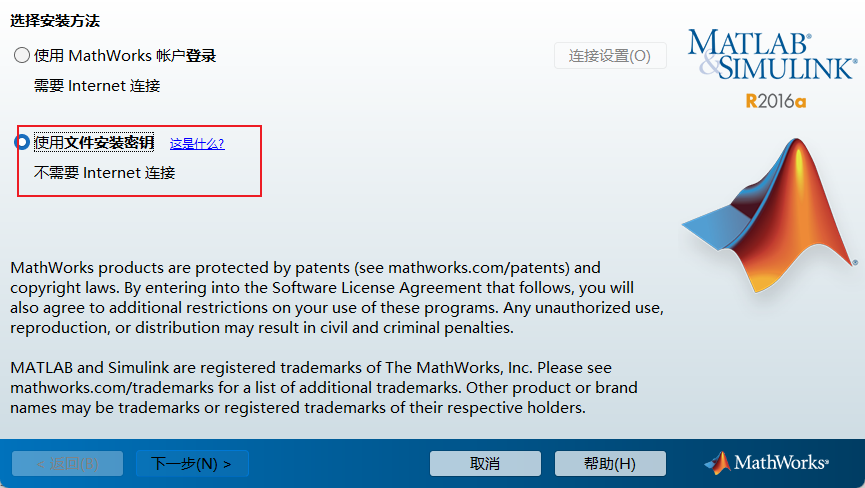 选择安装方法
使用 MathWorks 帐户登录
连接设置(O)
需要 Internet 连接
MATLAB®
&SIMULINK®
R2016a
使用文件安装密钥 这是什么?
不需要 Internet 连接
MathWorks products are protected by patents (see mathworks.com/patents) and
copyright laws. By entering into the Software License Agreement that follows, you will
also agree to additional restrictions on your use of these programs. Any unauthorized use,
reproduction, or distribution may result in civil and criminal penalties.
MATLAB and Simulink are registered trademarks of The MathWorks, Inc. Please see
mathworks.com/trademarks for a list of additional trademarks. Other product or brand
names may be trademarks or registered trademarks of their respective holders.
< 返回(B) 下一步(N) > 取消 帮助(H) MathWorks®